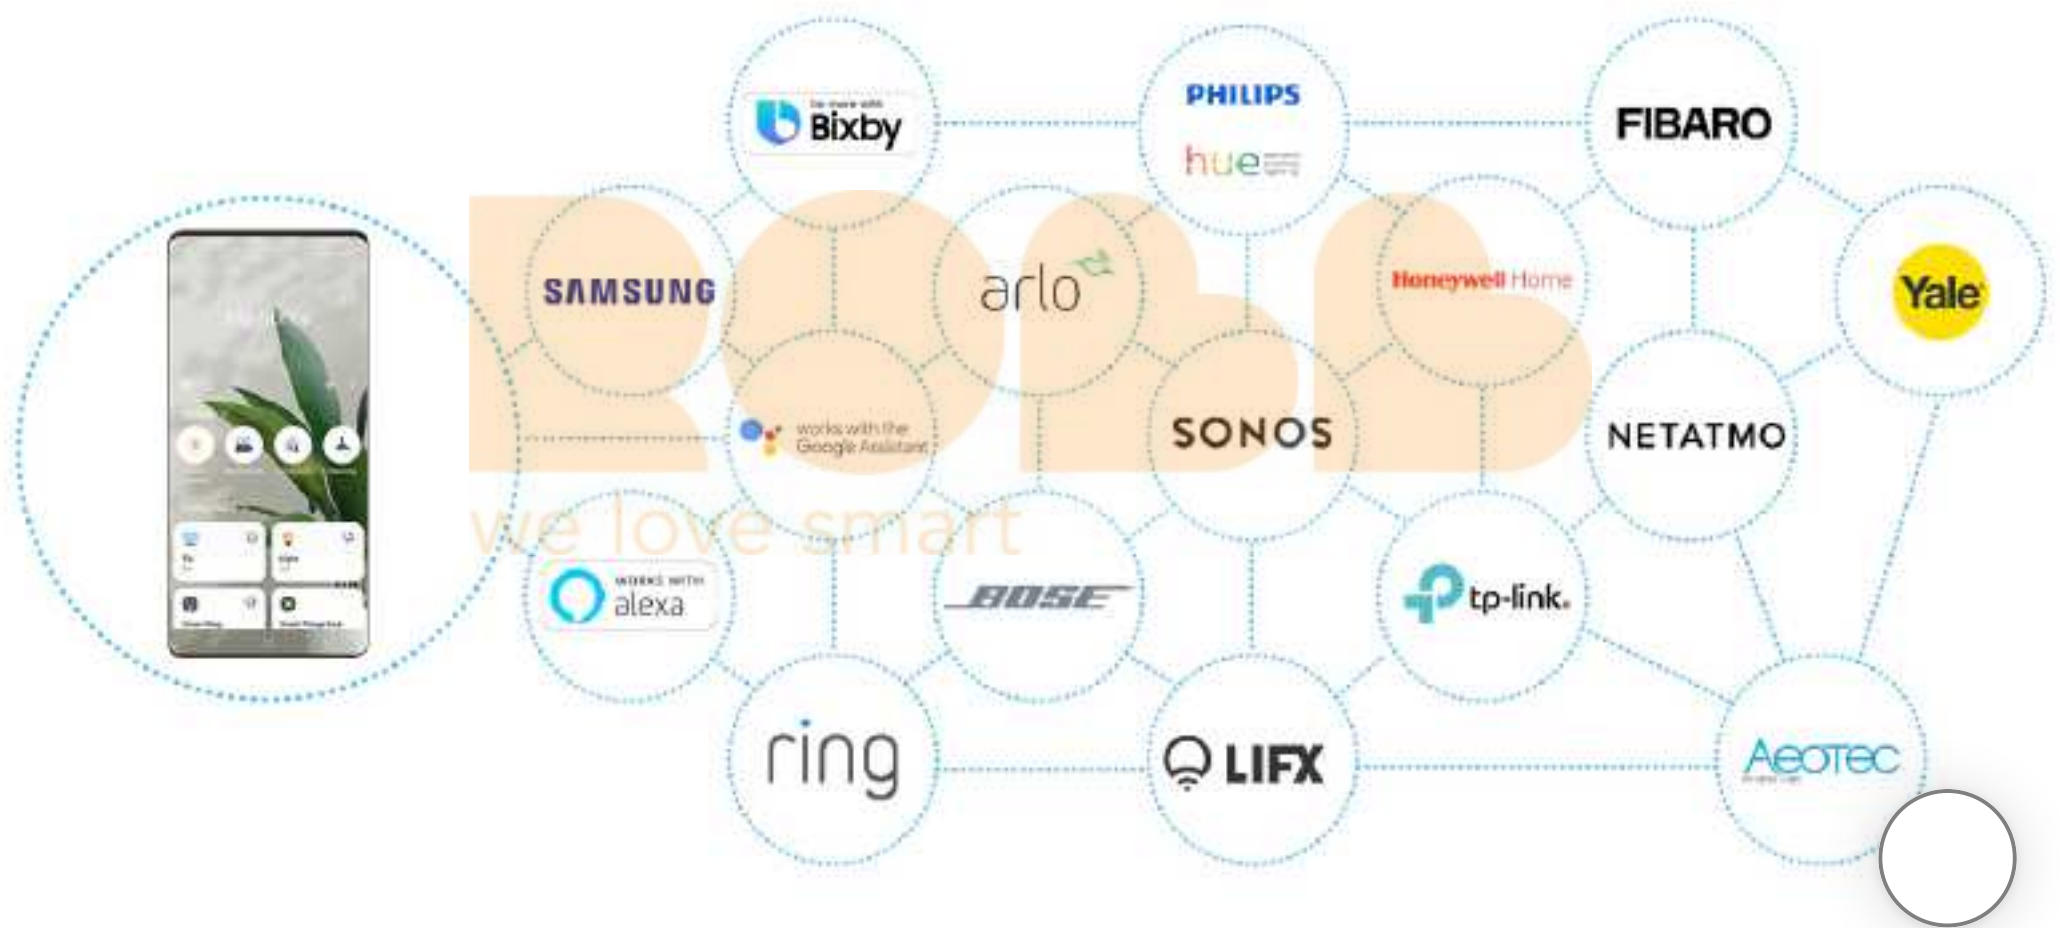 Bixby
PHILIPS
hue
FIBARO
SAMSUNG
arlo
Honeywell Home
Yale
works with the
Google Assistant
SONOS
NETATMO
ROBB
we love smart
WORKS WITH
alexa
BOSE
tp-link
ring
LIFX
AEOTEC